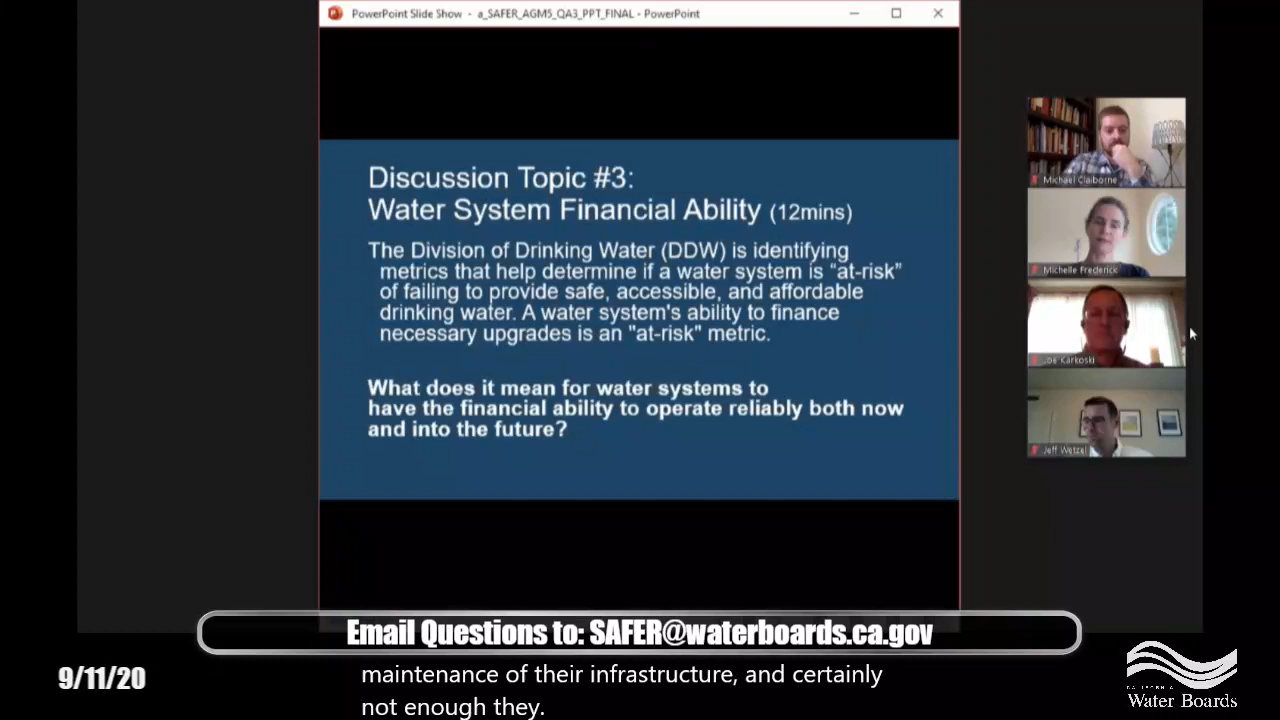 PowerPoint Slide Show - a_SAFER_AGM5_QA3_PPT_FINAL - PowerPoint
Discussion Topic #3:
Water System Financial Ability (12mins)
The Division of Drinking Water (DDW) is identifying
metrics that help determine if a water system is “at-risk”
of failing to provide safe, accessible, and affordable
drinking water. A water system's ability to finance
necessary upgrades is an "at-risk" metric.
What does it mean for water systems to
have the financial ability to operate reliably both now
and into the future?
Michael Claiborne
Michelle Frederick
Joe Karkoski
Jeff Wetzel
Email Questions to: SAFER@waterboards.ca.gov
maintenance of their infrastructure, and certainly
not enough they.
9/11/20
CALIFORNIA
Water Boards